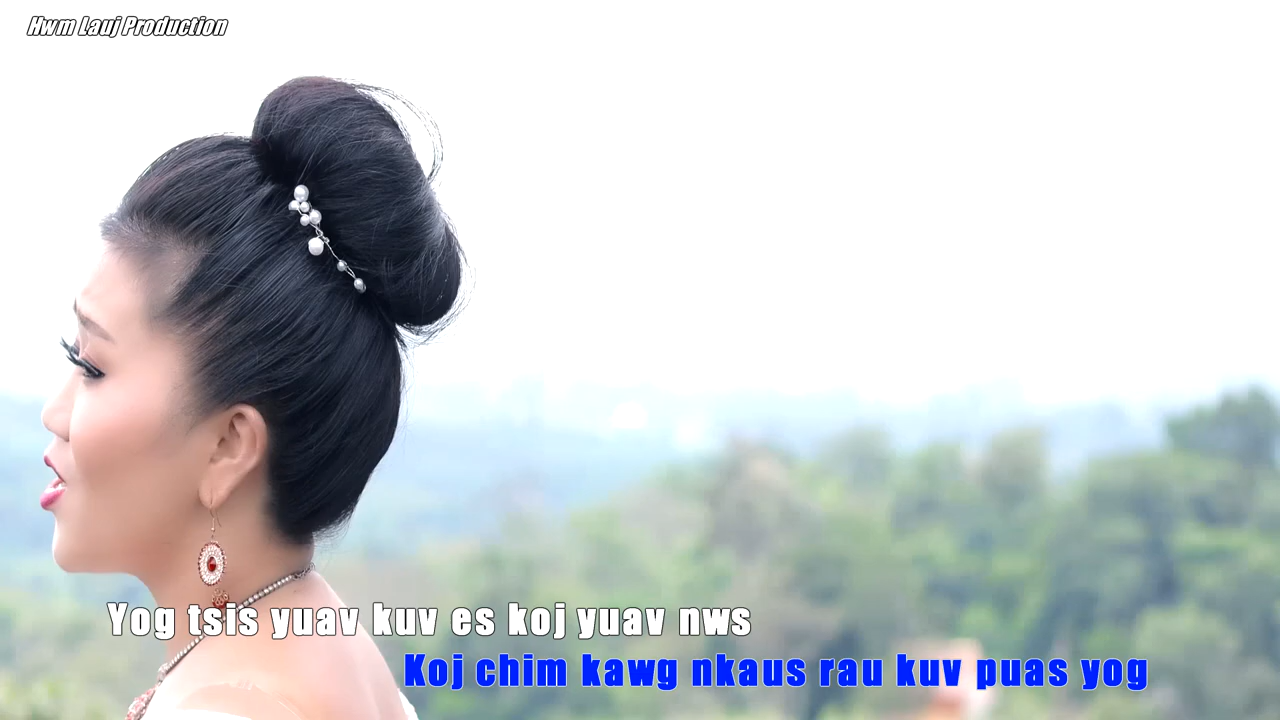 Hwm Lauj Production
Yog tsis yuav kuv es koj yuav nws
Koj chim kawg nkaus rau kuv puas yog